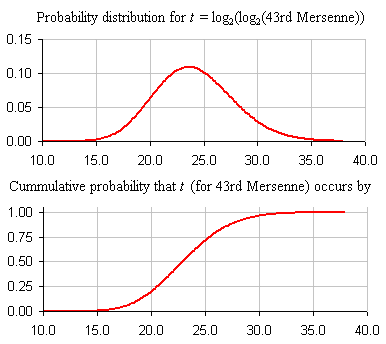 Probability distribution for t = log₂(log₂(43rd Mersenne))
0.15
0.10
0.05
0.00
10.0 15.0 20.0 25.0 30.0 35.0 40.0
Cummulative probability that t (for 43rd Mersenne) occurs by
1.00
0.75
0.50
0.25
0.00
10.0 15.0 20.0 25.0 30.0 35.0 40.0